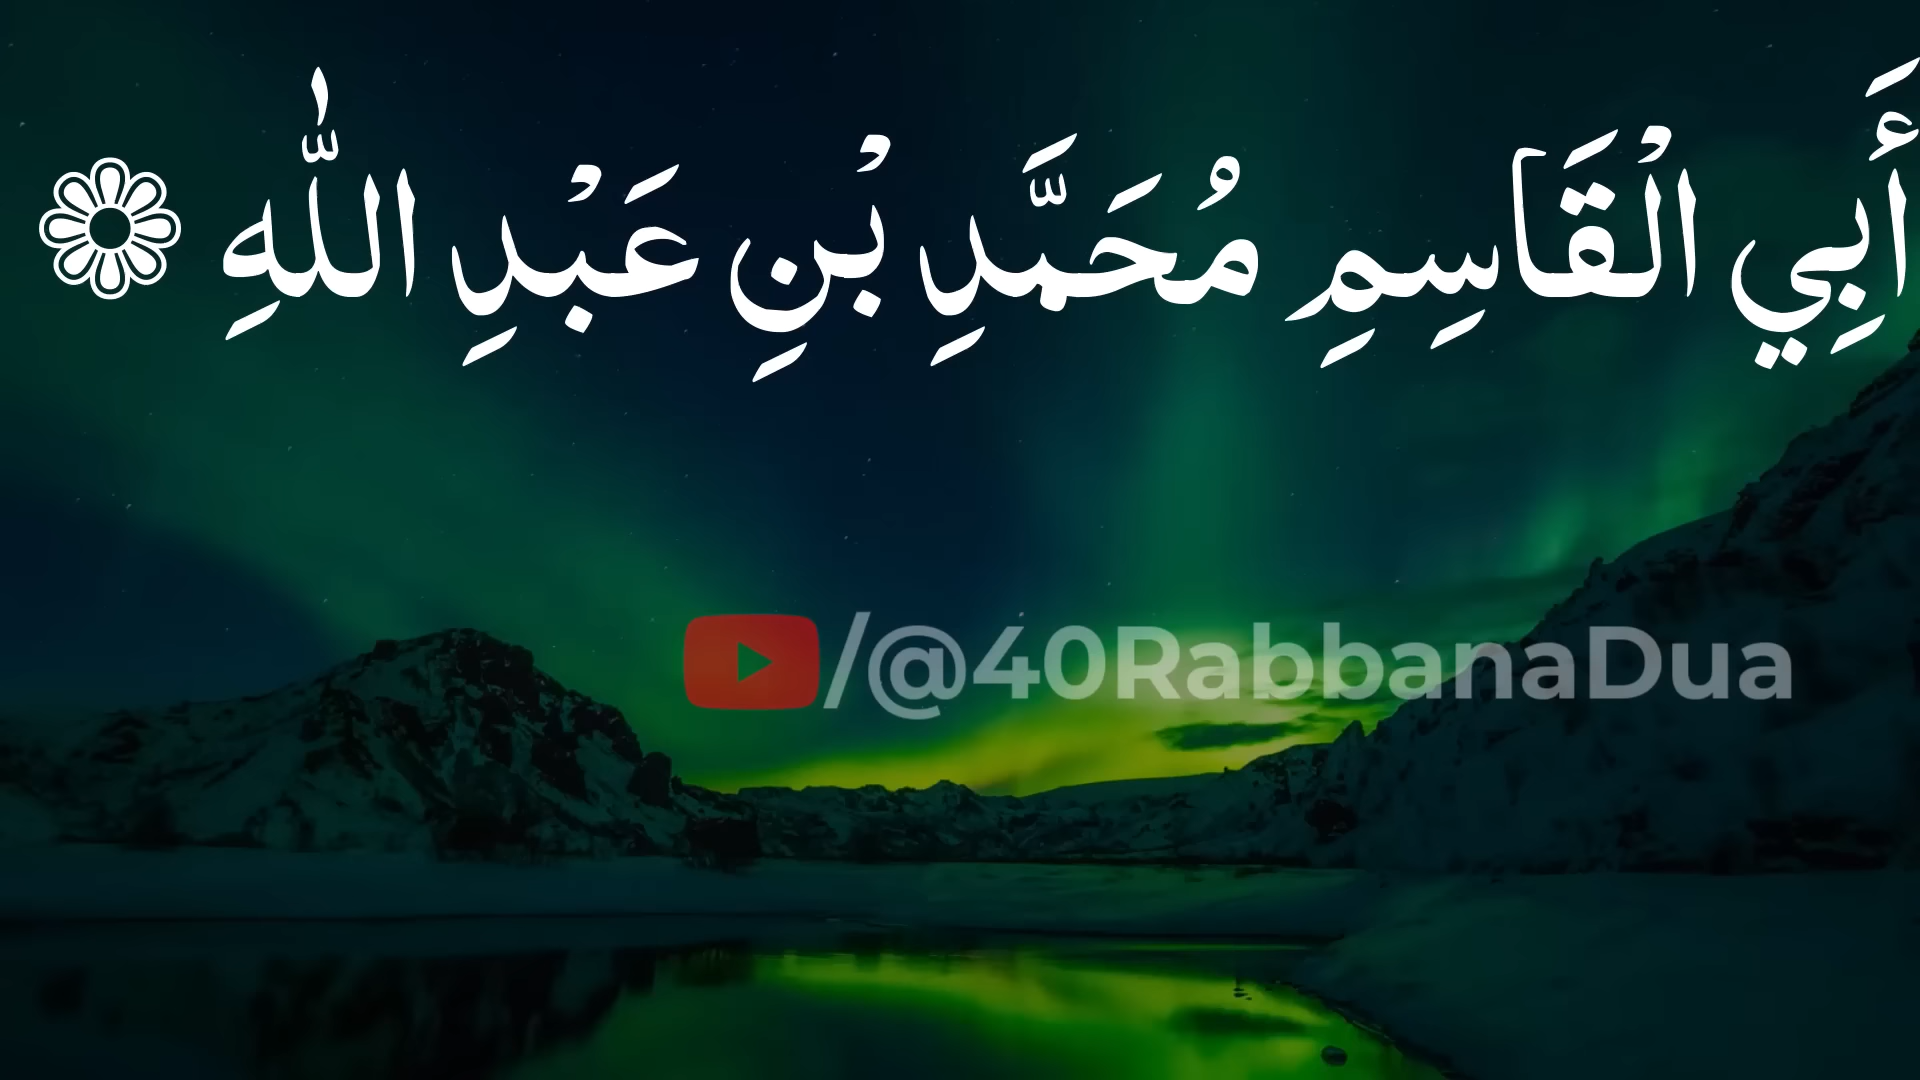 أَبِي الْقَاسِمِ مُحَمَّدِ بْنِ عَبْدِ اللّٰهِ ❁
/@40RabbanaDua